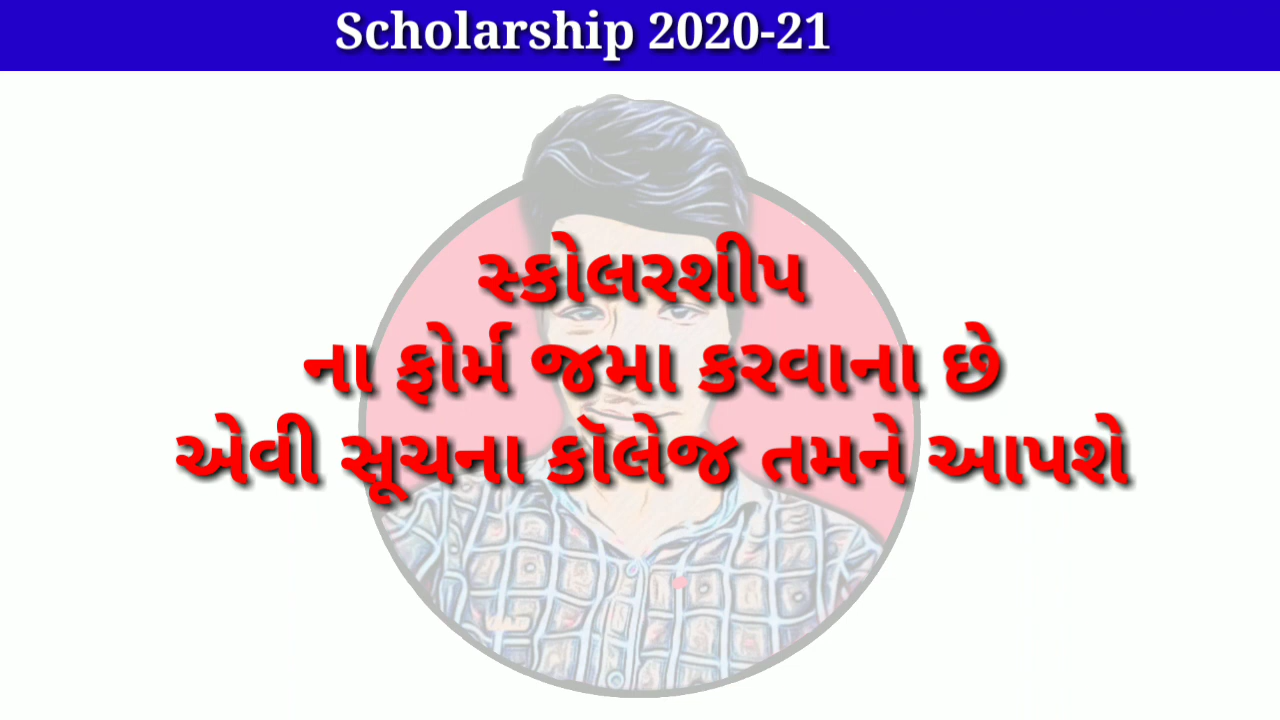 Scholarship 2020-21
સ્કોલરશીપ
ના ફોર્મ જમા કરવાના છે
એવી સૂચના કૉલેજ તમને આપશે